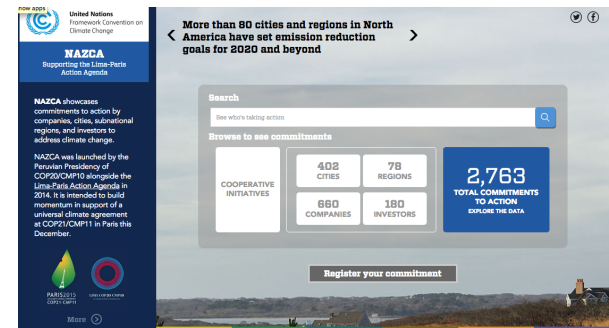 now apps
United Nations
Framework Convention on
Climate Change
NAZCA
Supporting the Lima-Paris
Action Agenda
NAZCA showcases
commitments to action by
companies, cities, subnational
regions, and investors to
address climate change.
NAZCA was launched by the
Peruvian Presidency of
COP20/CMP10 alongside the
Lima-Paris Action Agenda in
2014. It is intended to build
momentum in support of a
universal climate agreement
at COP21/CMP11 in Paris this
December.
PARIS2015
COP21·CMP11
LIMA COP20|CMP10
More
More than 80 cities and regions in North
America have set emission reduction
goals for 2020 and beyond
Search
See who's taking action
Browse to see commitments
COOPERATIVE
INITIATIVES
402
CITIES
78
REGIONS
660
COMPANIES
180
INVESTORS
2,763
TOTAL COMMITMENTS
TO ACTION
EXPLORE THE DATA
Register your commitment